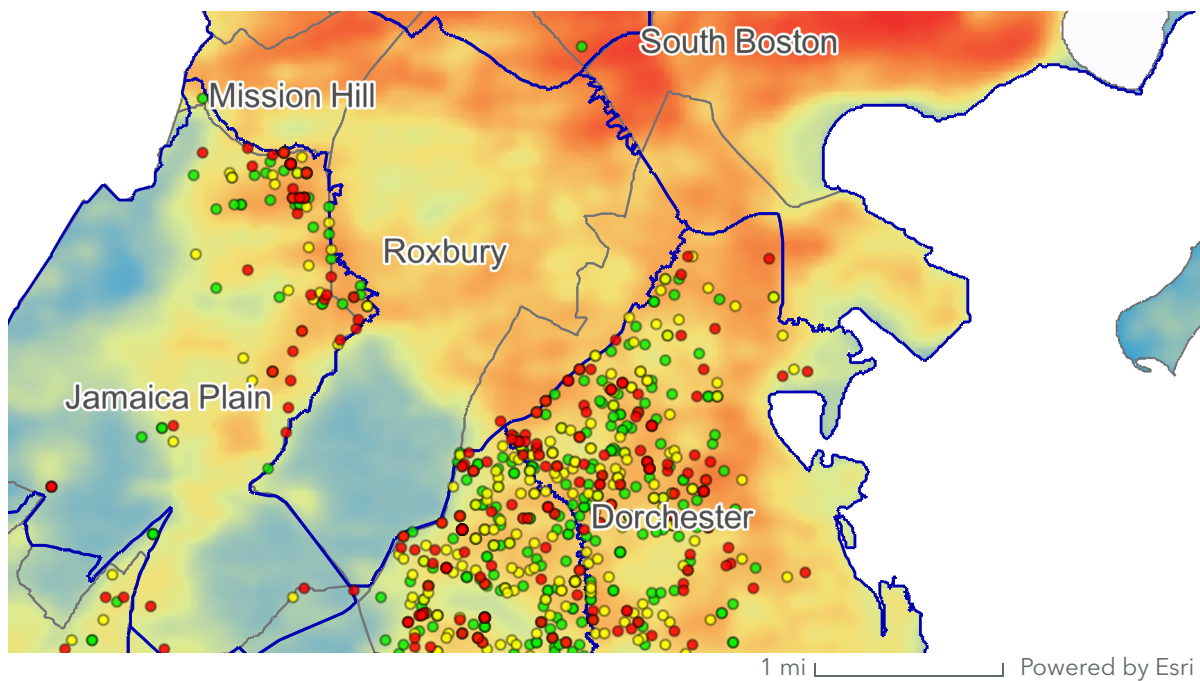 South Boston
Mission Hill
Roxbury
Jamaica Plain
Dorchester
1 mi
Powered by Esri